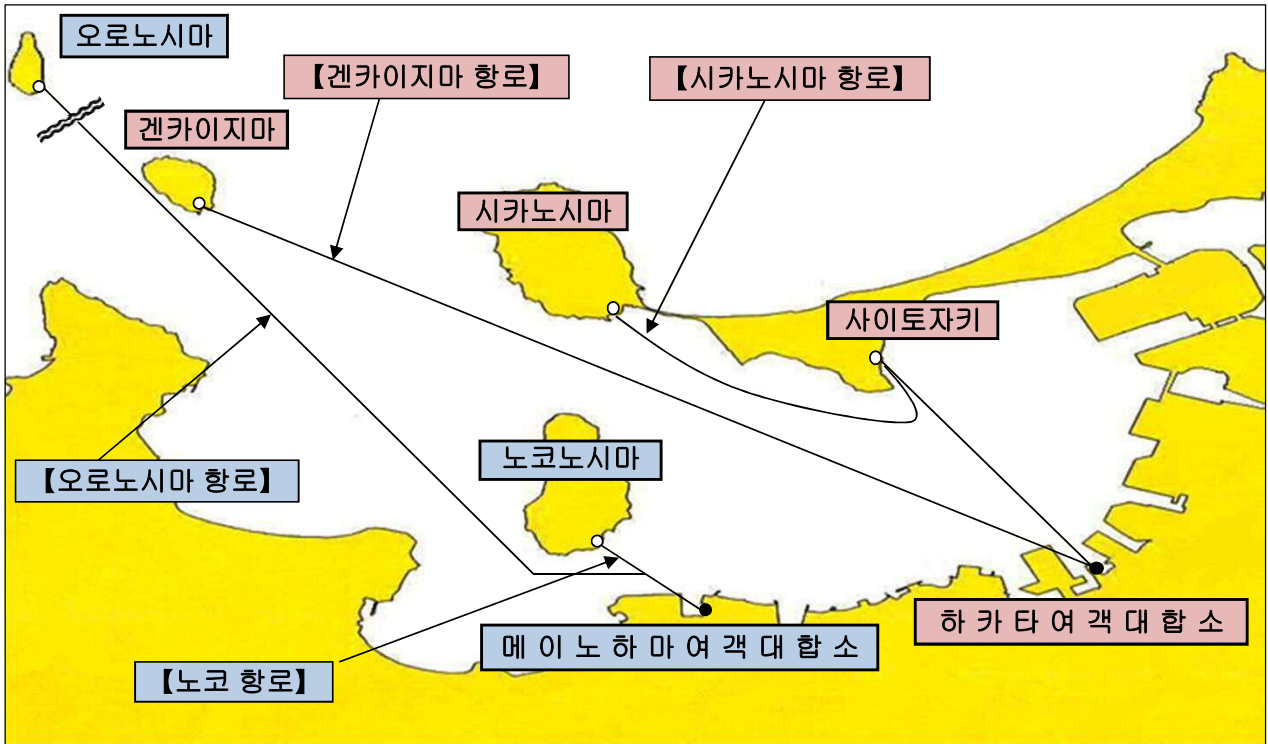 오로노시마
【겐카이지마 항로】
【시카노시마 항로】
겐카이지마
시카노시마
사이토자키
노코노시마
【오로노시마 항로】
하카타여객대합소
메이노하마여객대합소
【노코 항로】